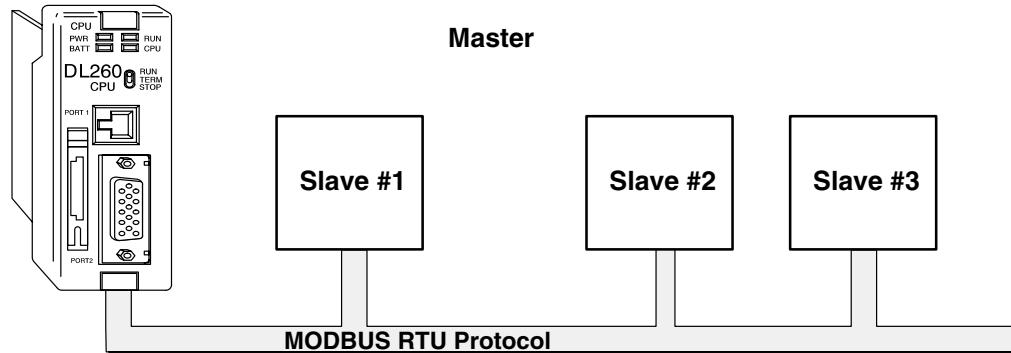 CPU
PWR RUN
BATT CPU
DL260
CPU
RUN
TERM
STOP
PORT 1
PORT2
Master
Slave #1
Slave #2
Slave #3
MODBUS RTU Protocol